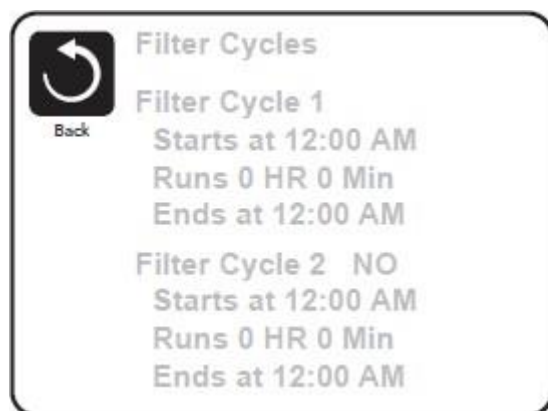 Filter Cycles
Back
Filter Cycle 1
Starts at 12:00 AM
Runs 0 HR 0 Min
Ends at 12:00 AM
Filter Cycle 2 NO
Starts at 12:00 AM
Runs 0 HR 0 Min
Ends at 12:00 AM